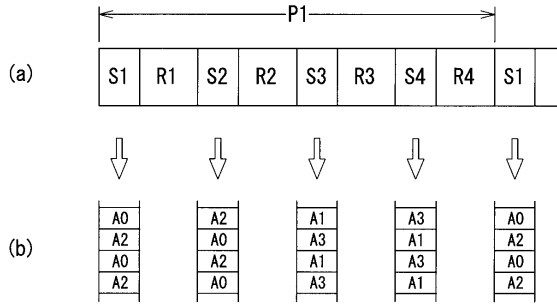 P1
(a) S1 R1 S2 R2 S3 R3 S4 R4 S1
(b)
A0 A2 A1 A3 A0
A2 A0 A3 A1 A2
A0 A2 A1 A3 A0
A2 A0 A3 A1 A2